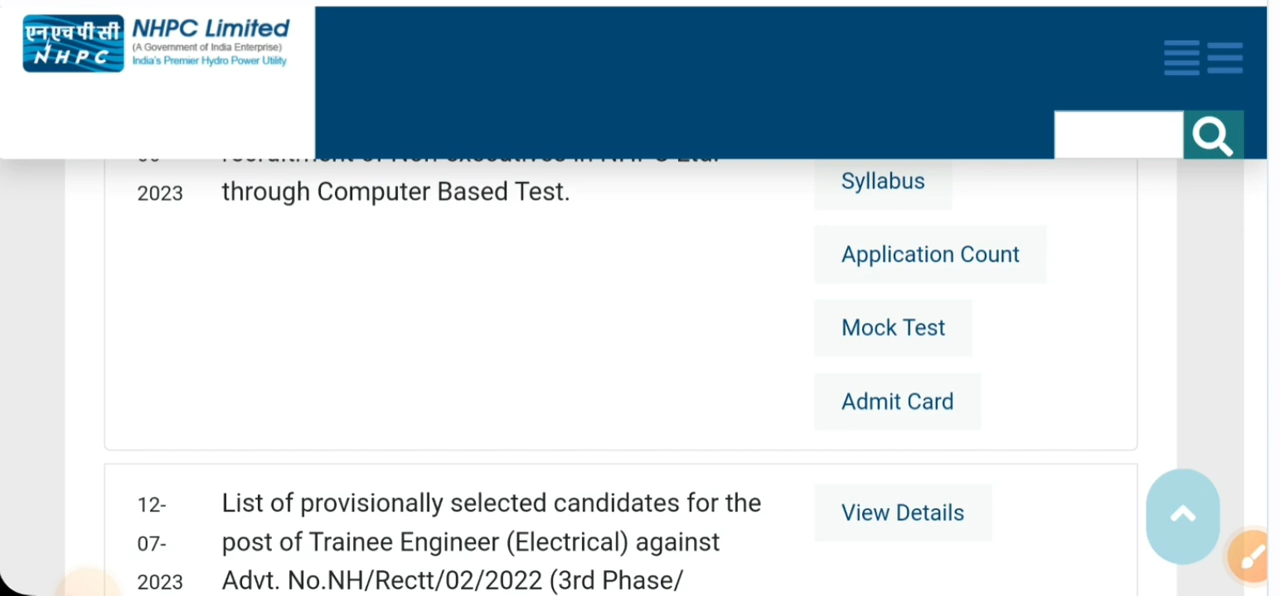 एन एच पी सी
NHPC
NHPC Limited
(A Government of India Enterprise)
India's Premier Hydro Power Utility
2023
through Computer Based Test.
Syllabus
Application Count
Mock Test
Admit Card
12-
07-
2023
List of provisionally selected candidates for the
post of Trainee Engineer (Electrical) against
Advt. No.NH/Rectt/02/2022 (3rd Phase/
View Details